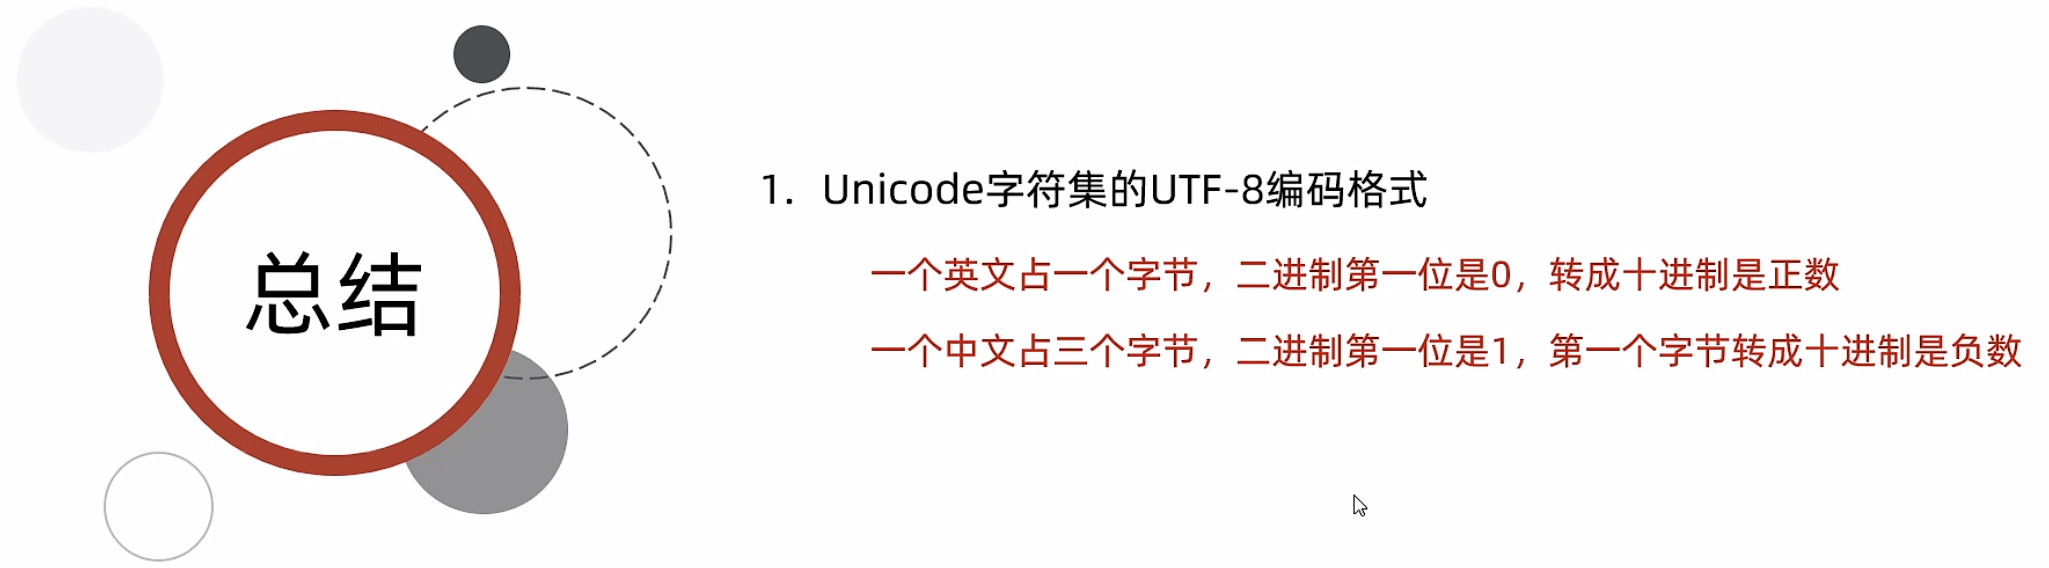 总结
1. Unicode字符集的UTF-8编码格式
一个英文占一个字节，二进制第一位是0，转成十进制是正数
一个中文占三个字节，二进制第一位是1，第一个字节转成十进制是负数